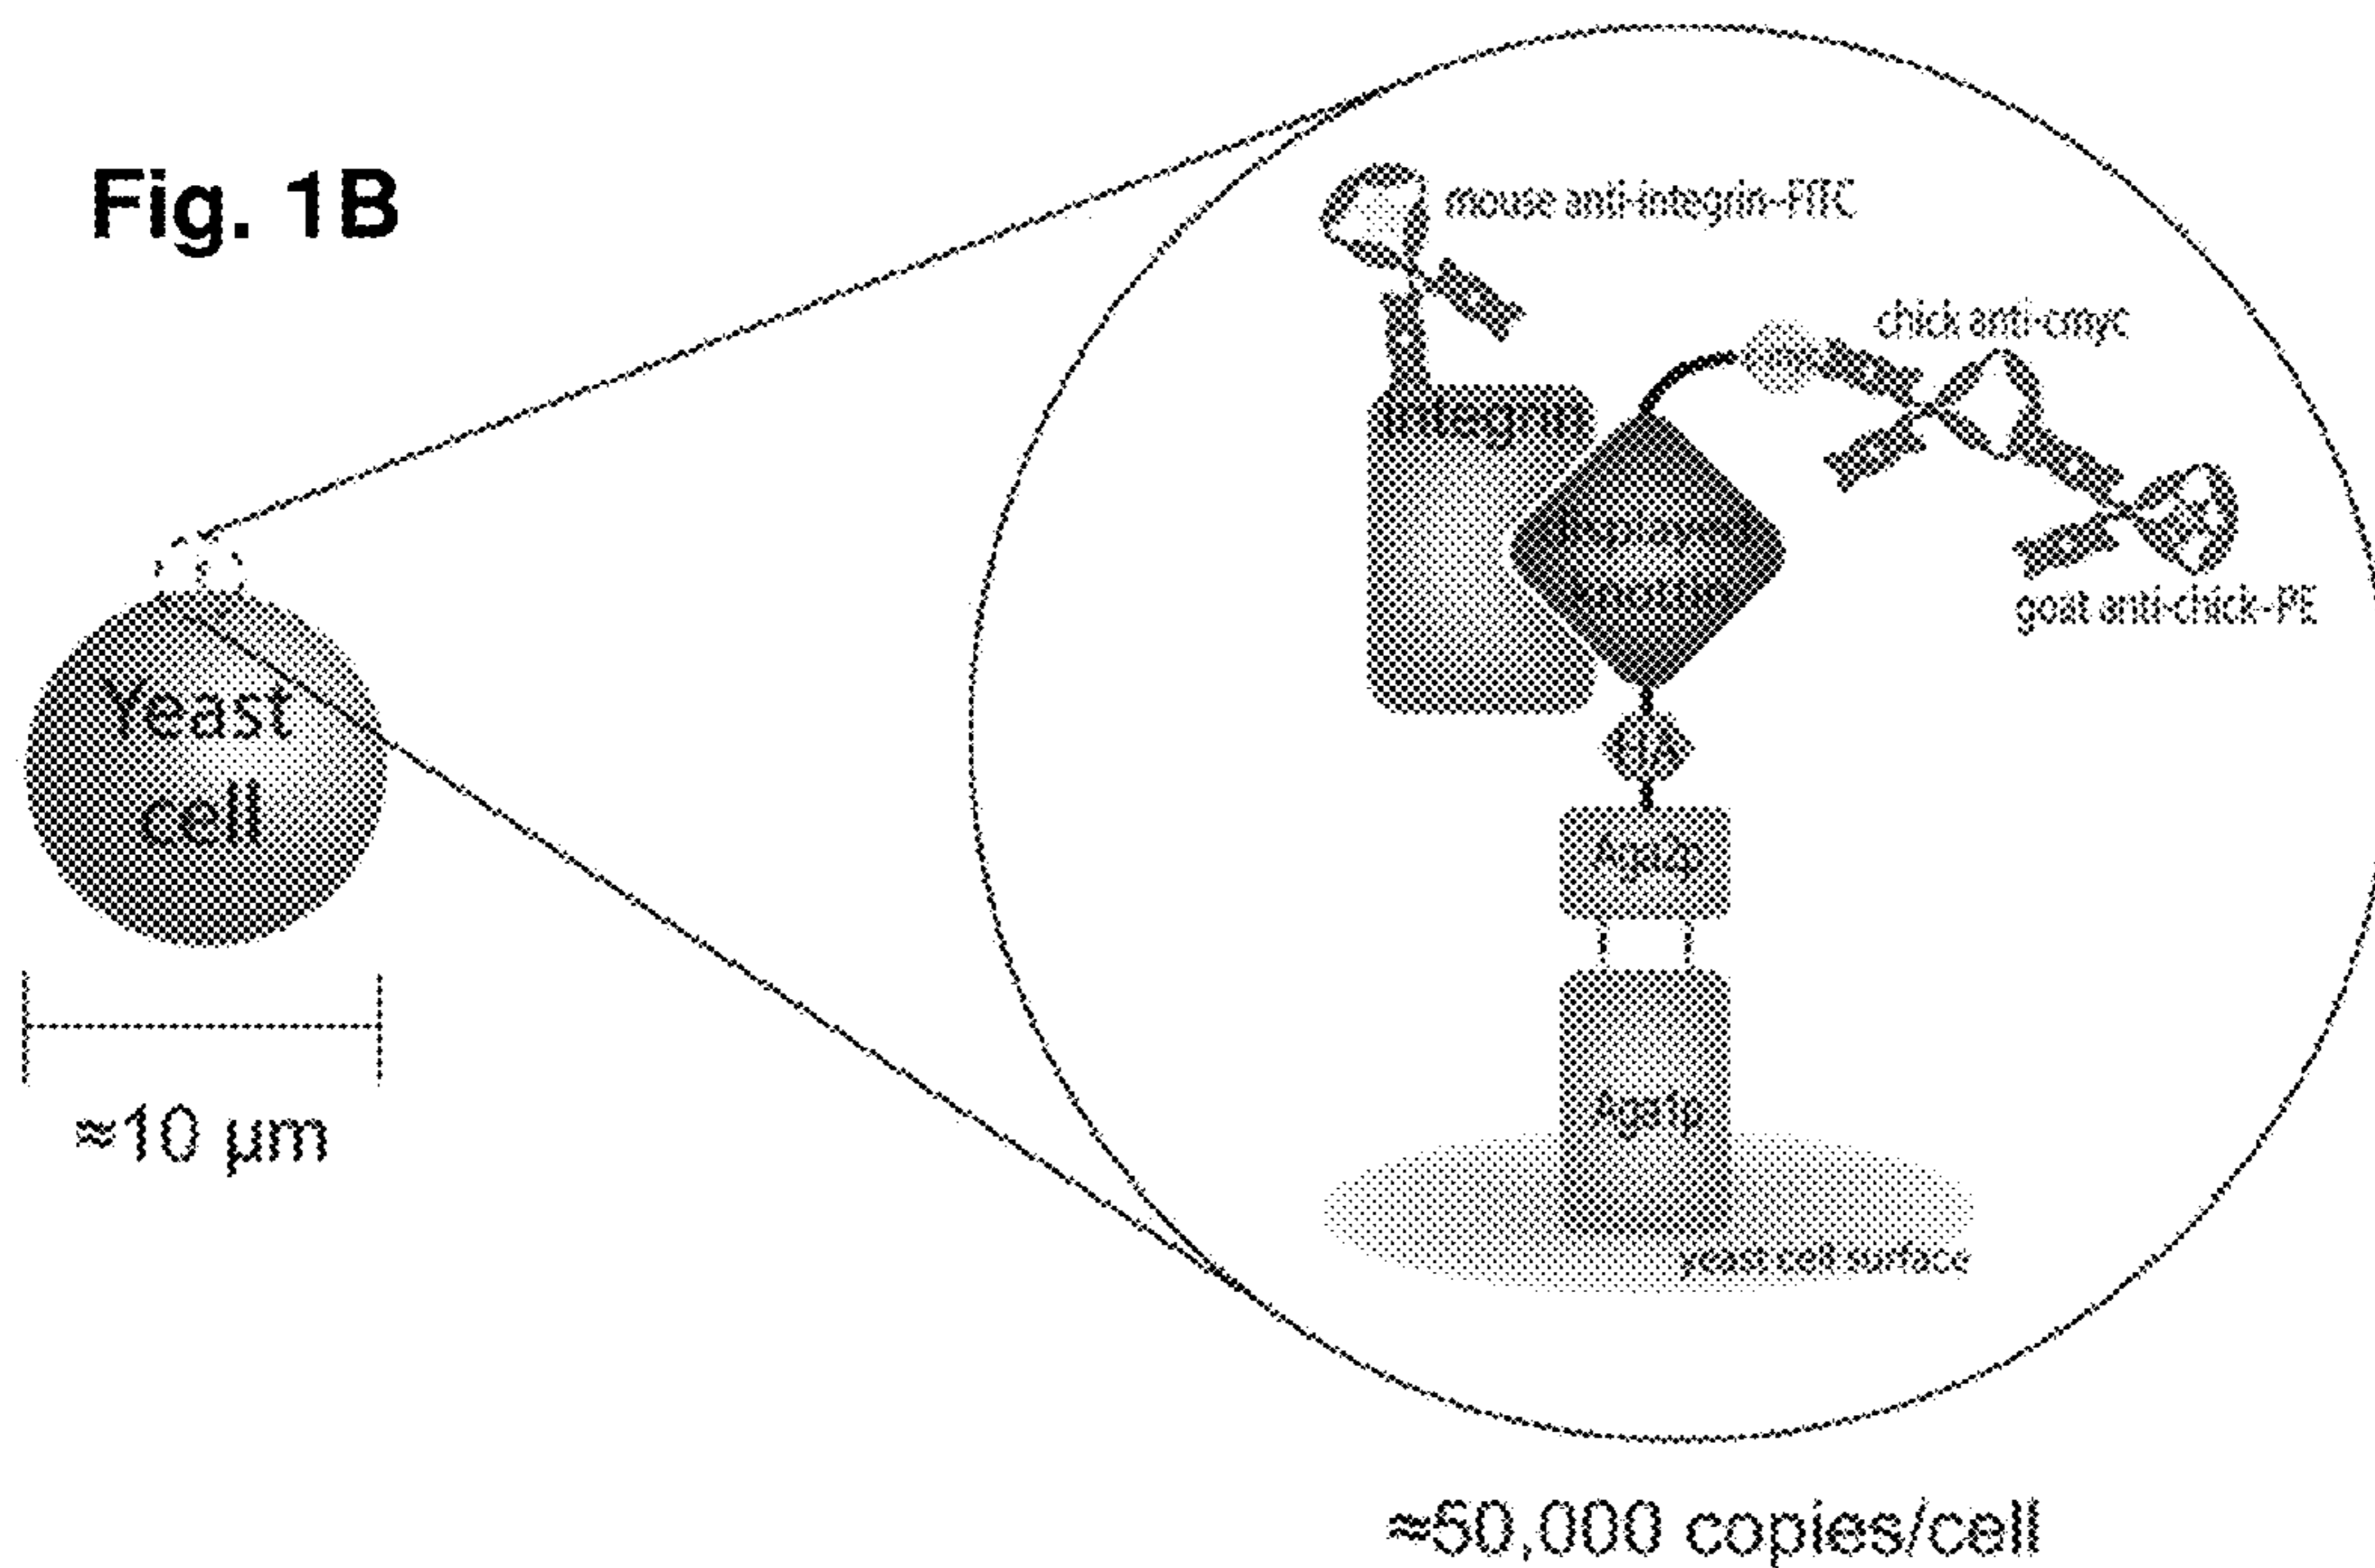 Fig. 1B
mouse anti-integrin-FITC
chick anti-cmyc
integrin
goat anti-chick-PE
Yeast
cell
HA
Aga2p
Aga1p
yeast cell surface
≈10 µm
≈50,000 copies/cell